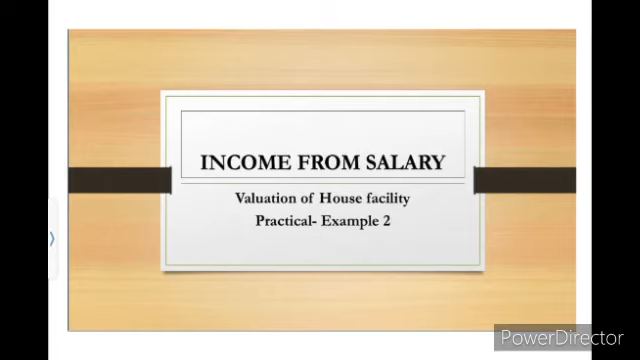 INCOME FROM SALARY
Valuation of House facility
Practical- Example 2
PowerDirector